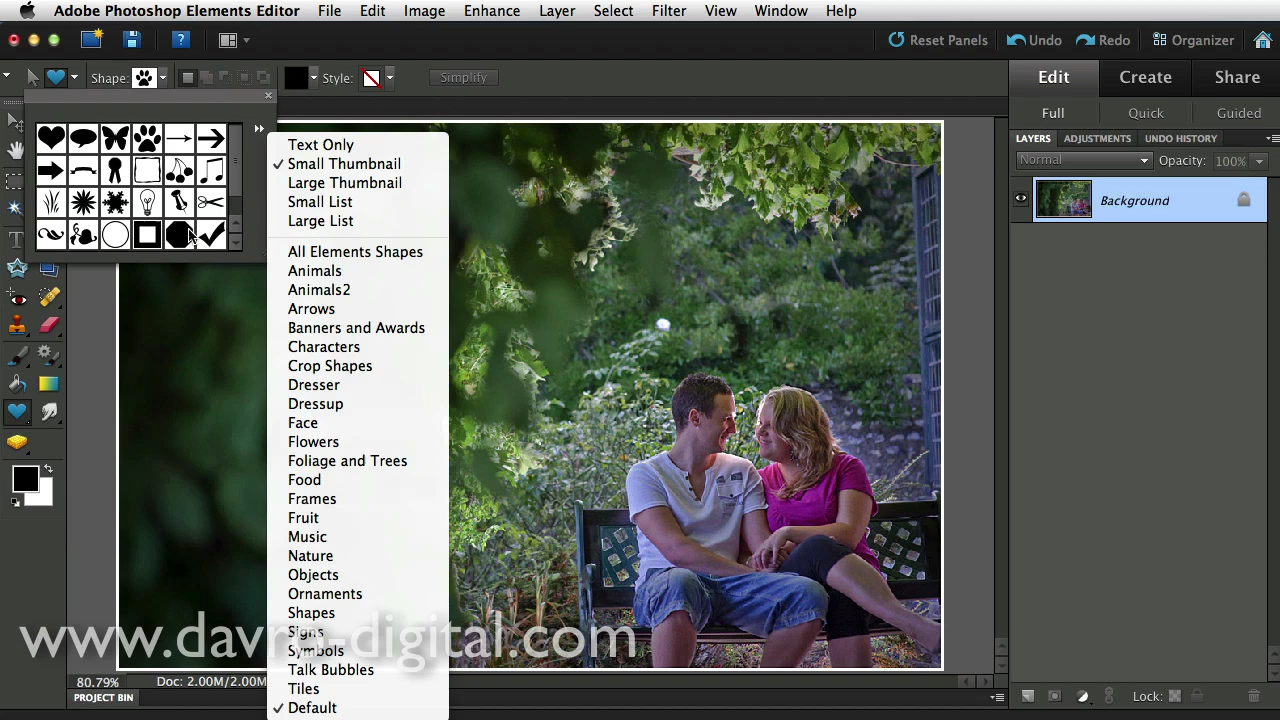 Adobe Photoshop Elements Editor File Edit Image Enhance Layer Select Filter View Window Help
Reset Panels Undo Redo Organizer
Shape: Style: Simplify
Edit Create Share
Full Quick Guided
LAYERS ADJUSTMENTS UNDO HISTORY
Normal Opacity: 100%
Background
Text Only
Small Thumbnail
Large Thumbnail
Small List
Large List
All Elements Shapes
Animals
Animals2
Arrows
Banners and Awards
Characters
Crop Shapes
Dresser
Dressup
Face
Flowers
Foliage and Trees
Food
Frames
Fruit
Music
Nature
Objects
Ornaments
Shapes
Signs
Symbols
Talk Bubbles
Tiles
Default
80.79% Doc: 2.00M/2.00M
PROJECT BIN
Lock: